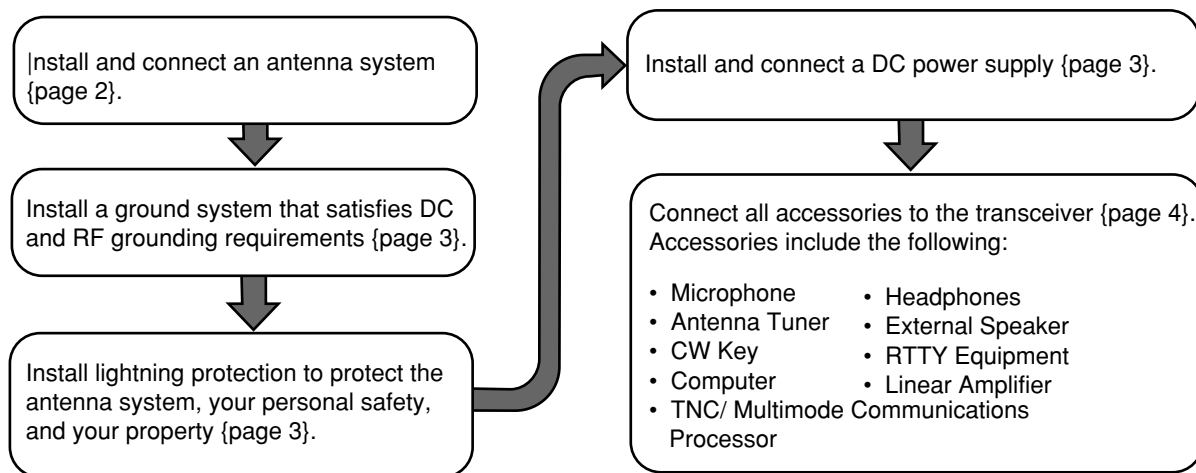 |nstall and connect an antenna system
{page 2}.
Install a ground system that satisfies DC
and RF grounding requirements {page 3}.
Install lightning protection to protect the
antenna system, your personal safety,
and your property {page 3}.
Install and connect a DC power supply {page 3}.
Connect all accessories to the transceiver {page 4}.
Accessories include the following:
• Microphone
• Antenna Tuner
• CW Key
• Computer
• TNC/ Multimode Communications
Processor
• Headphones
• External Speaker
• RTTY Equipment
• Linear Amplifier